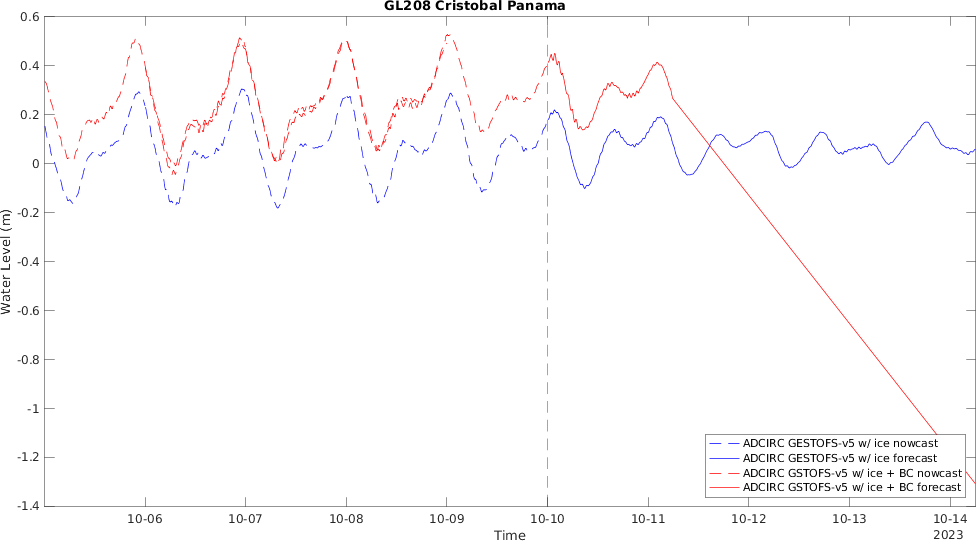 GL208 Cristobal Panama
0.6
0.4
0.2
0
-0.2
-0.4
-0.6
-0.8
-1
-1.2
-1.4
Water Level (m)
ADCIRC GESTOFS-v5 w/ ice nowcast
ADCIRC GESTOFS-v5 w/ ice forecast
ADCIRC GSTOFS-v5 w/ ice + BC nowcast
ADCIRC GSTOFS-v5 w/ ice + BC forecast
10-06 10-07 10-08 10-09 10-10 10-11 10-12 10-13 10-14
2023
Time